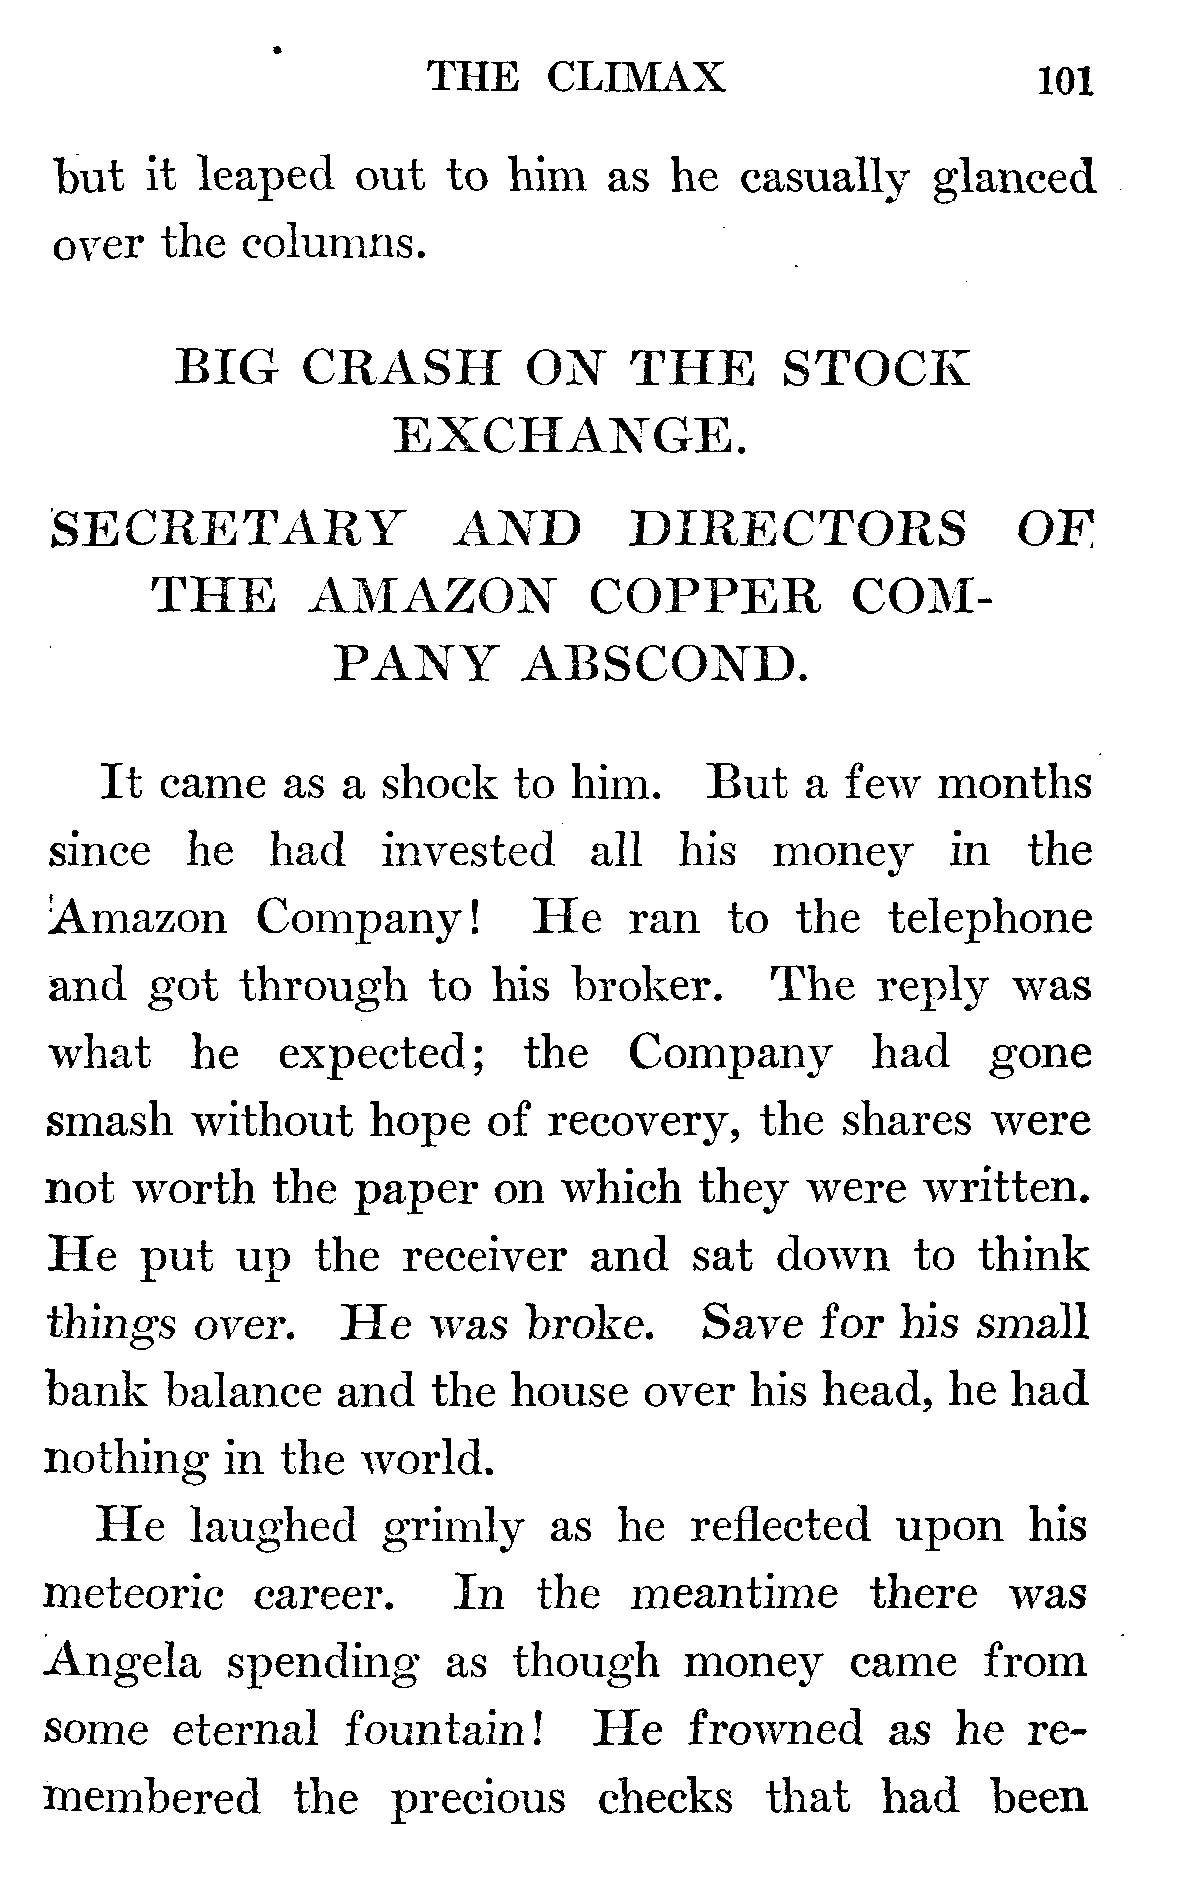 THE CLIMAX 101
but it leaped out to him as he casually glanced
over the columns.
BIG CRASH ON THE STOCK
EXCHANGE.
SECRETARY AND DIRECTORS OF
THE AMAZON COPPER COM-
PANY ABSCOND.
It came as a shock to him. But a few months
since he had invested all his money in the
Amazon Company! He ran to the telephone
and got through to his broker. The reply was
what he expected; the Company had gone
smash without hope of recovery, the shares were
not worth the paper on which they were written.
He put up the receiver and sat down to think
things over. He was broke. Save for his small
bank balance and the house over his head, he had
nothing in the world.
He laughed grimly as he reflected upon his
meteoric career. In the meantime there was
Angela spending as though money came from
some eternal fountain! He frowned as he re-
membered the precious checks that had been